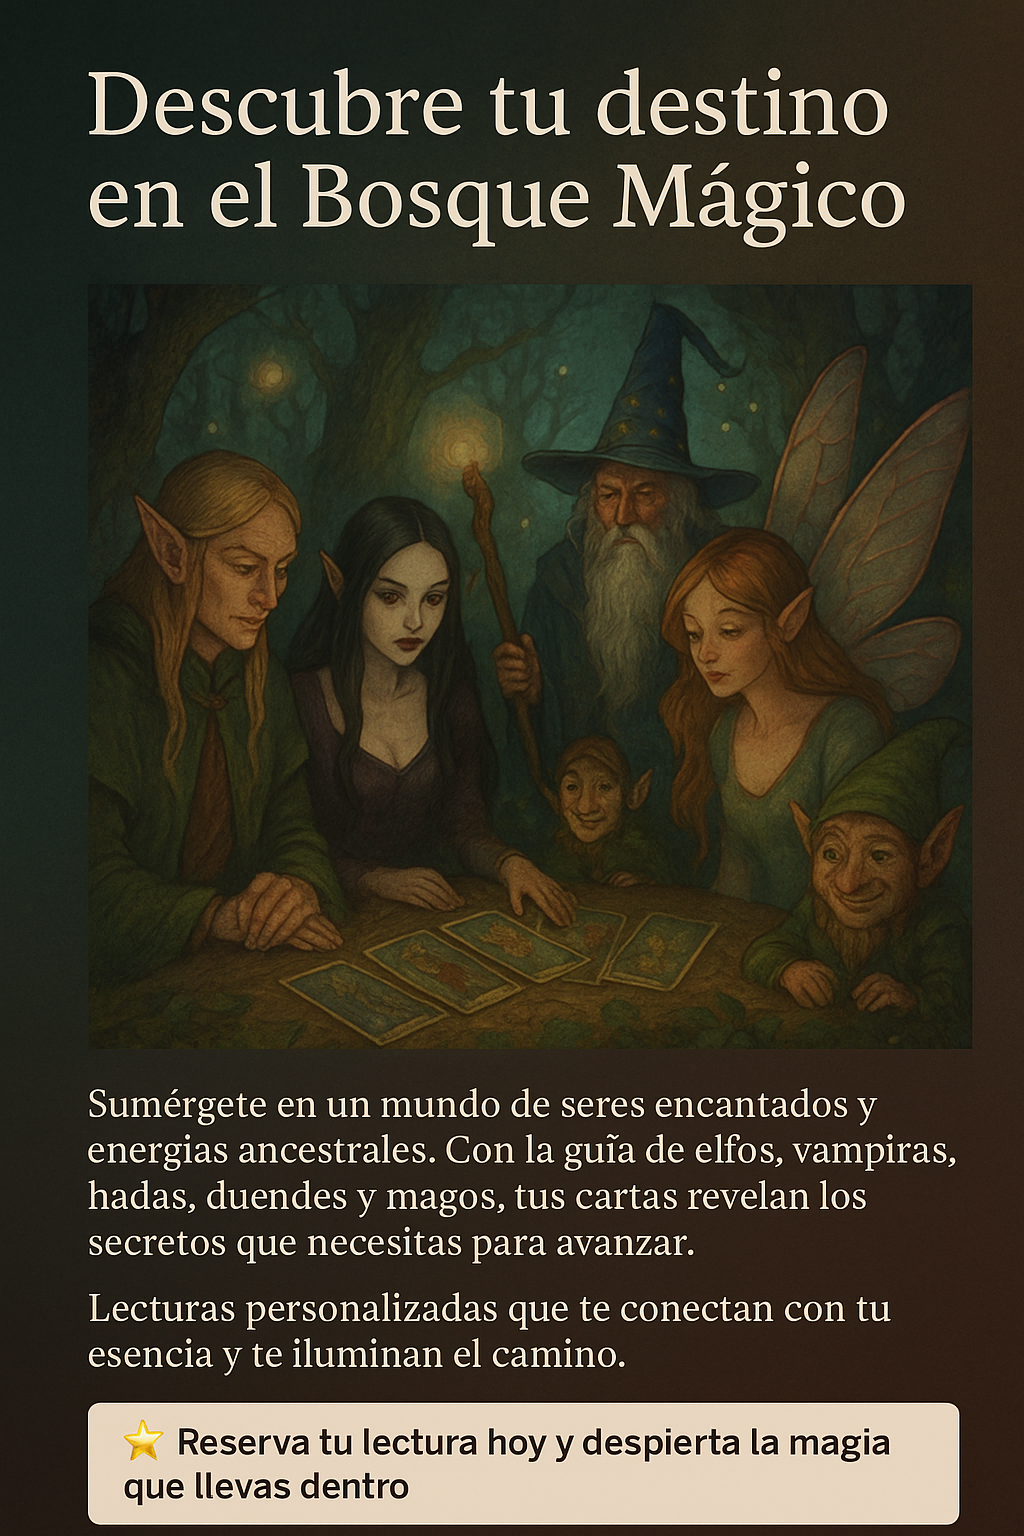 Descubre tu destino
en el Bosque Mágico
Sumérgete en un mundo de seres encantados y
energias ancestrales. Con la guĩa de elfos, vampiras,
hadas, duendes y magos, tus cartas revelan los
secretos que necesitas para avanzar.
Lecturas personalizadas que te conectan con tu
esencia y te iluminan el camino.
⭐ Reserva tu lectura hoy y despierta la magia
que llevas dentro